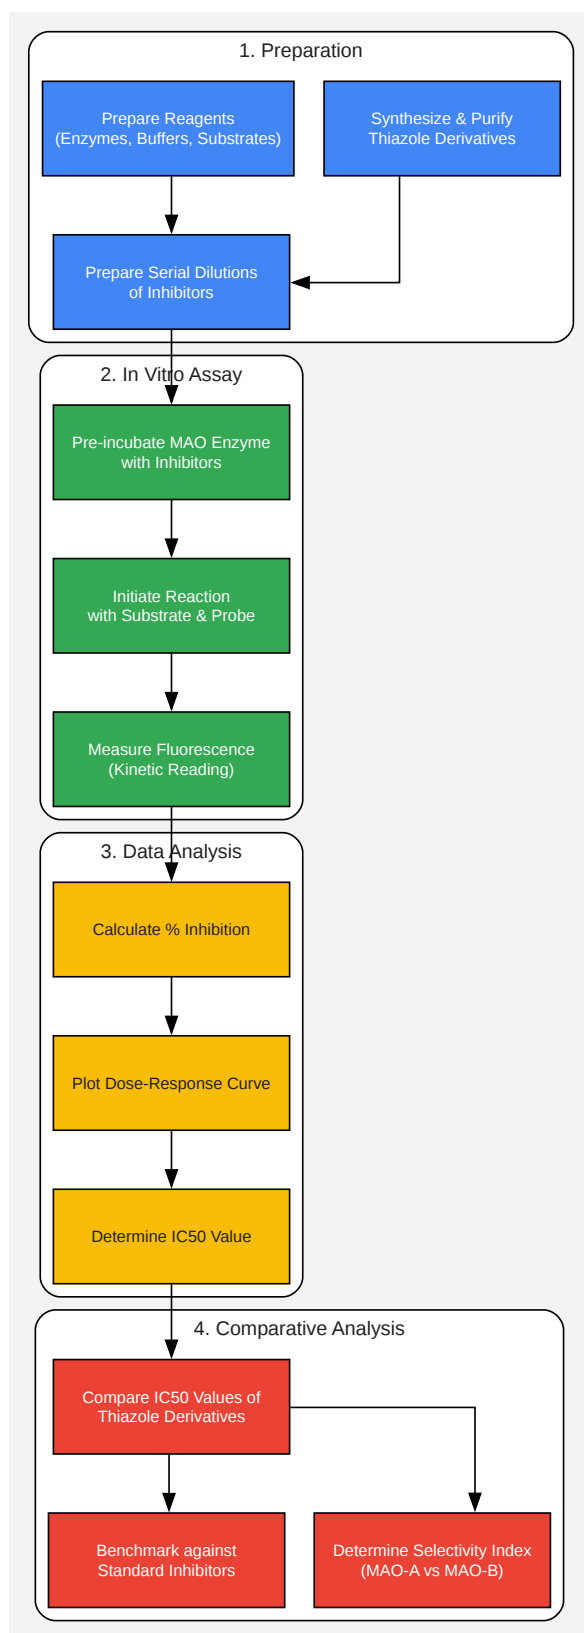 1. Preparation
Prepare Reagents
(Enzymes, Buffers, Substrates)
Synthesize & Purify
Thiazole Derivatives
Prepare Serial Dilutions
of Inhibitors
2. In Vitro Assay
Pre-incubate MAO Enzyme
with Inhibitors
Initiate Reaction
with Substrate & Probe
Measure Fluorescence
(Kinetic Reading)
3. Data Analysis
Calculate % Inhibition
Plot Dose-Response Curve
Determine IC50 Value
4. Comparative Analysis
Compare IC50 Values of
Thiazole Derivatives
Benchmark against
Standard Inhibitors
Determine Selectivity Index
(MAO-A vs MAO-B)